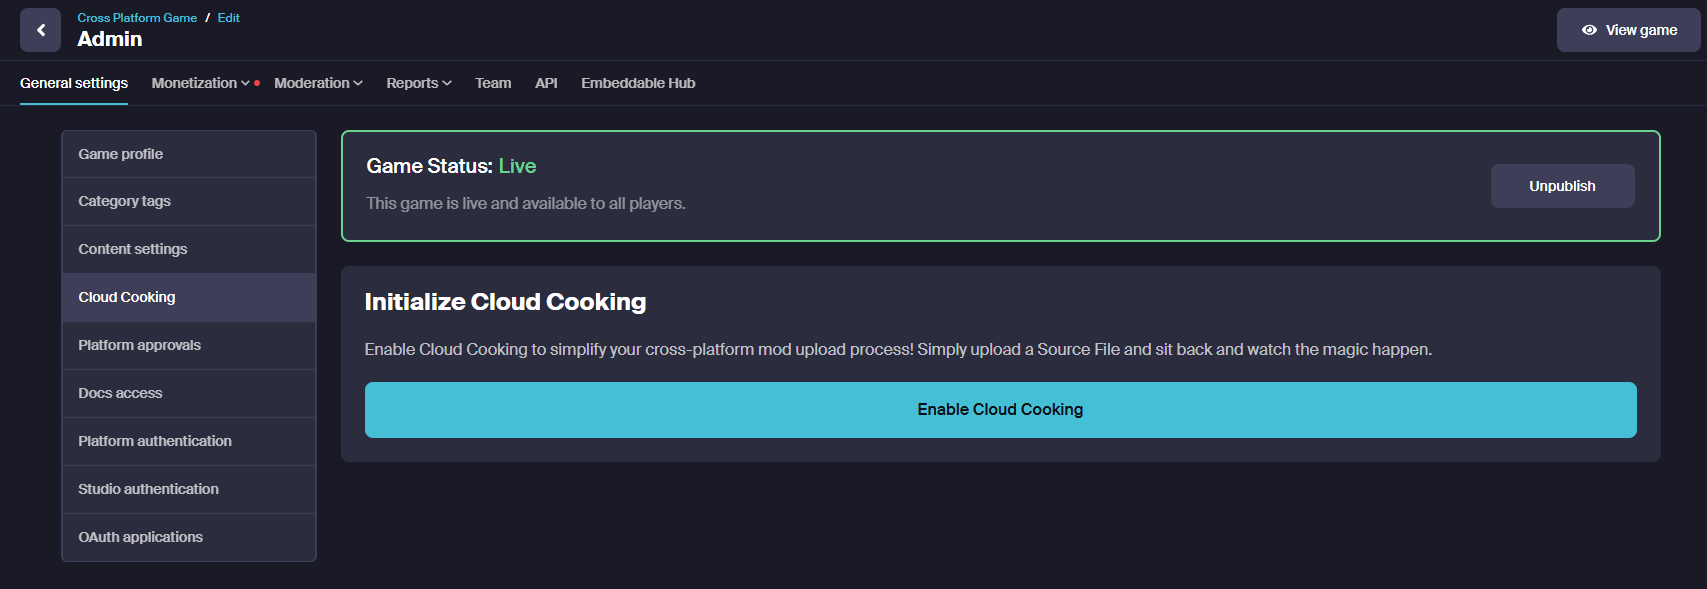 Cross Platform Game / Edit
Admin
View game
General settings Monetization Moderation Reports Team API Embeddable Hub
Game profile
Category tags
Content settings
Cloud Cooking
Platform approvals
Docs access
Platform authentication
Studio authentication
OAuth applications
Game Status: Live
This game is live and available to all players.
Unpublish
Initialize Cloud Cooking
Enable Cloud Cooking to simplify your cross-platform mod upload process! Simply upload a Source File and sit back and watch the magic happen.
Enable Cloud Cooking